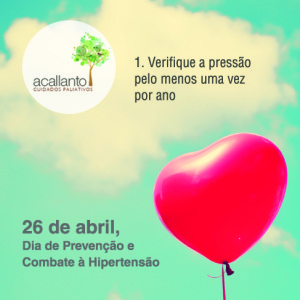 açallanto
CUIDADOS PALIATIVOS
1. Verifique a pressão
pelo menos uma vez
por ano
26 de abril,
Dia de Prevenção e
Combate à Hipertensão